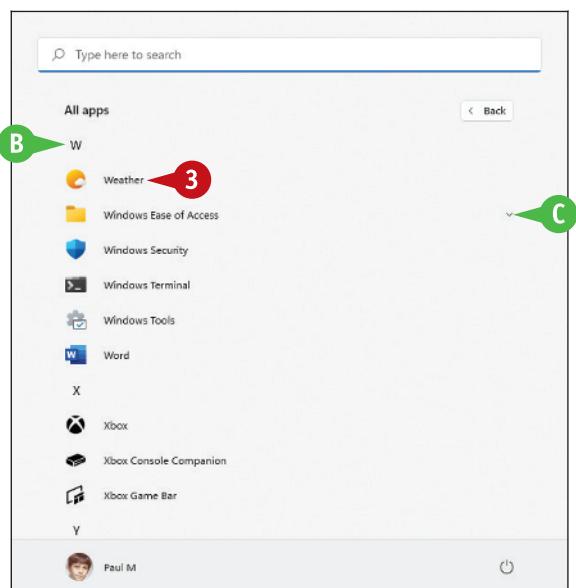 Type here to search
All apps
< Back
B
W
Weather
3
Windows Ease of Access
C
Windows Security
Windows Terminal
Windows Tools
Word
X
Xbox
Xbox Console Companion
Xbox Game Bar
Y
Paul M